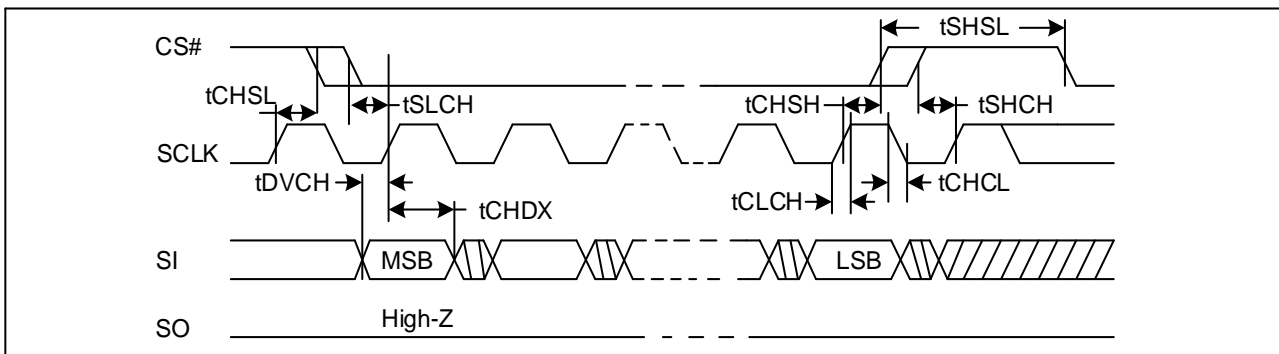 tSHSL
CS#
tCHSL
tSLCH
tCHSH
tSHCH
SCLK
tDVCH
tCHCL
tCLCH
tCHDX
SI
MSB
LSB
High-Z
SO